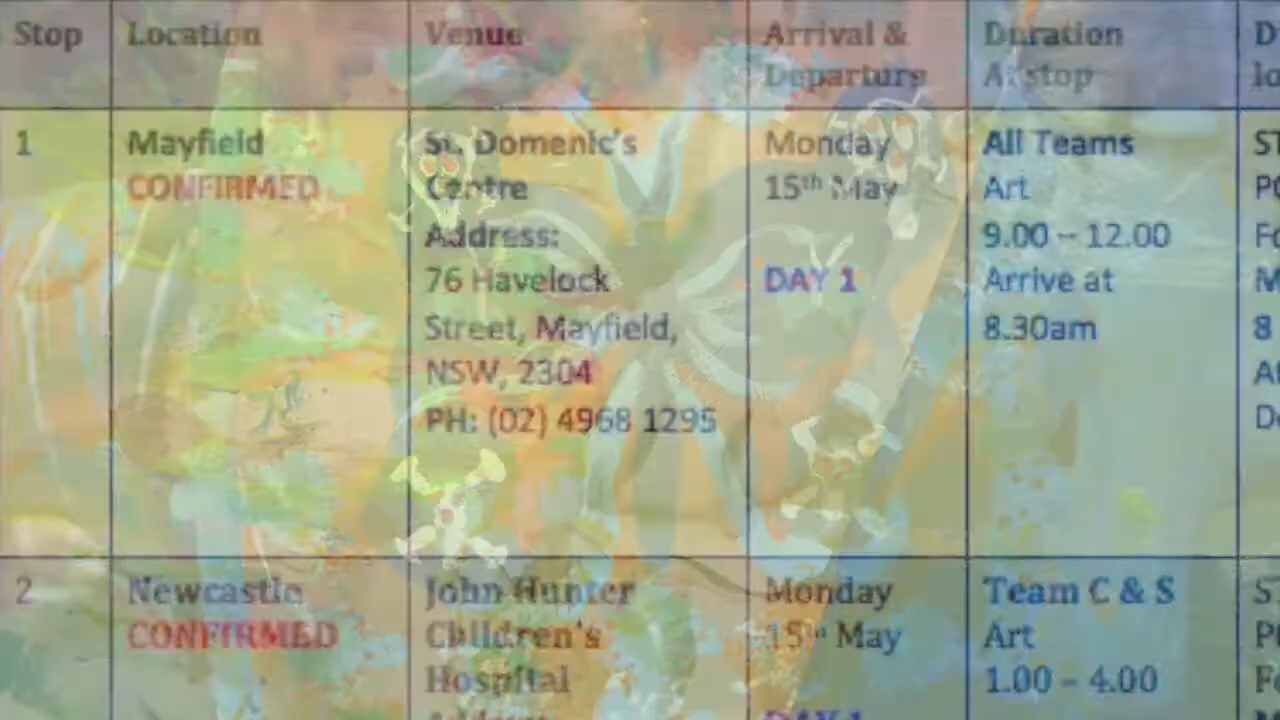 Stop Location Venue Arrival & Duration
Departure At stop
1 Mayfield St. Domenic's Monday All Teams
CONFIRMED Centre 15th May Art
Address: 9.00 – 12.00
76 Havelock DAY 1 Arrive at
Street, Mayfield, 8.30am
NSW, 2304
PH: (02) 4968 1295
2 Newcastle John Hunter Monday Team C & S
CONFIRMED Children's 15th May Art
Hospital 1.00 – 4.00
Address: DAY 1